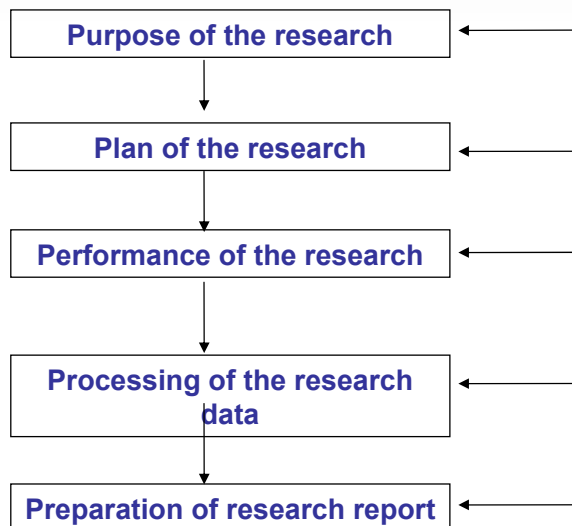 Purpose of the research
Plan of the research
Performance of the research
Processing of the research
data
Preparation of research report